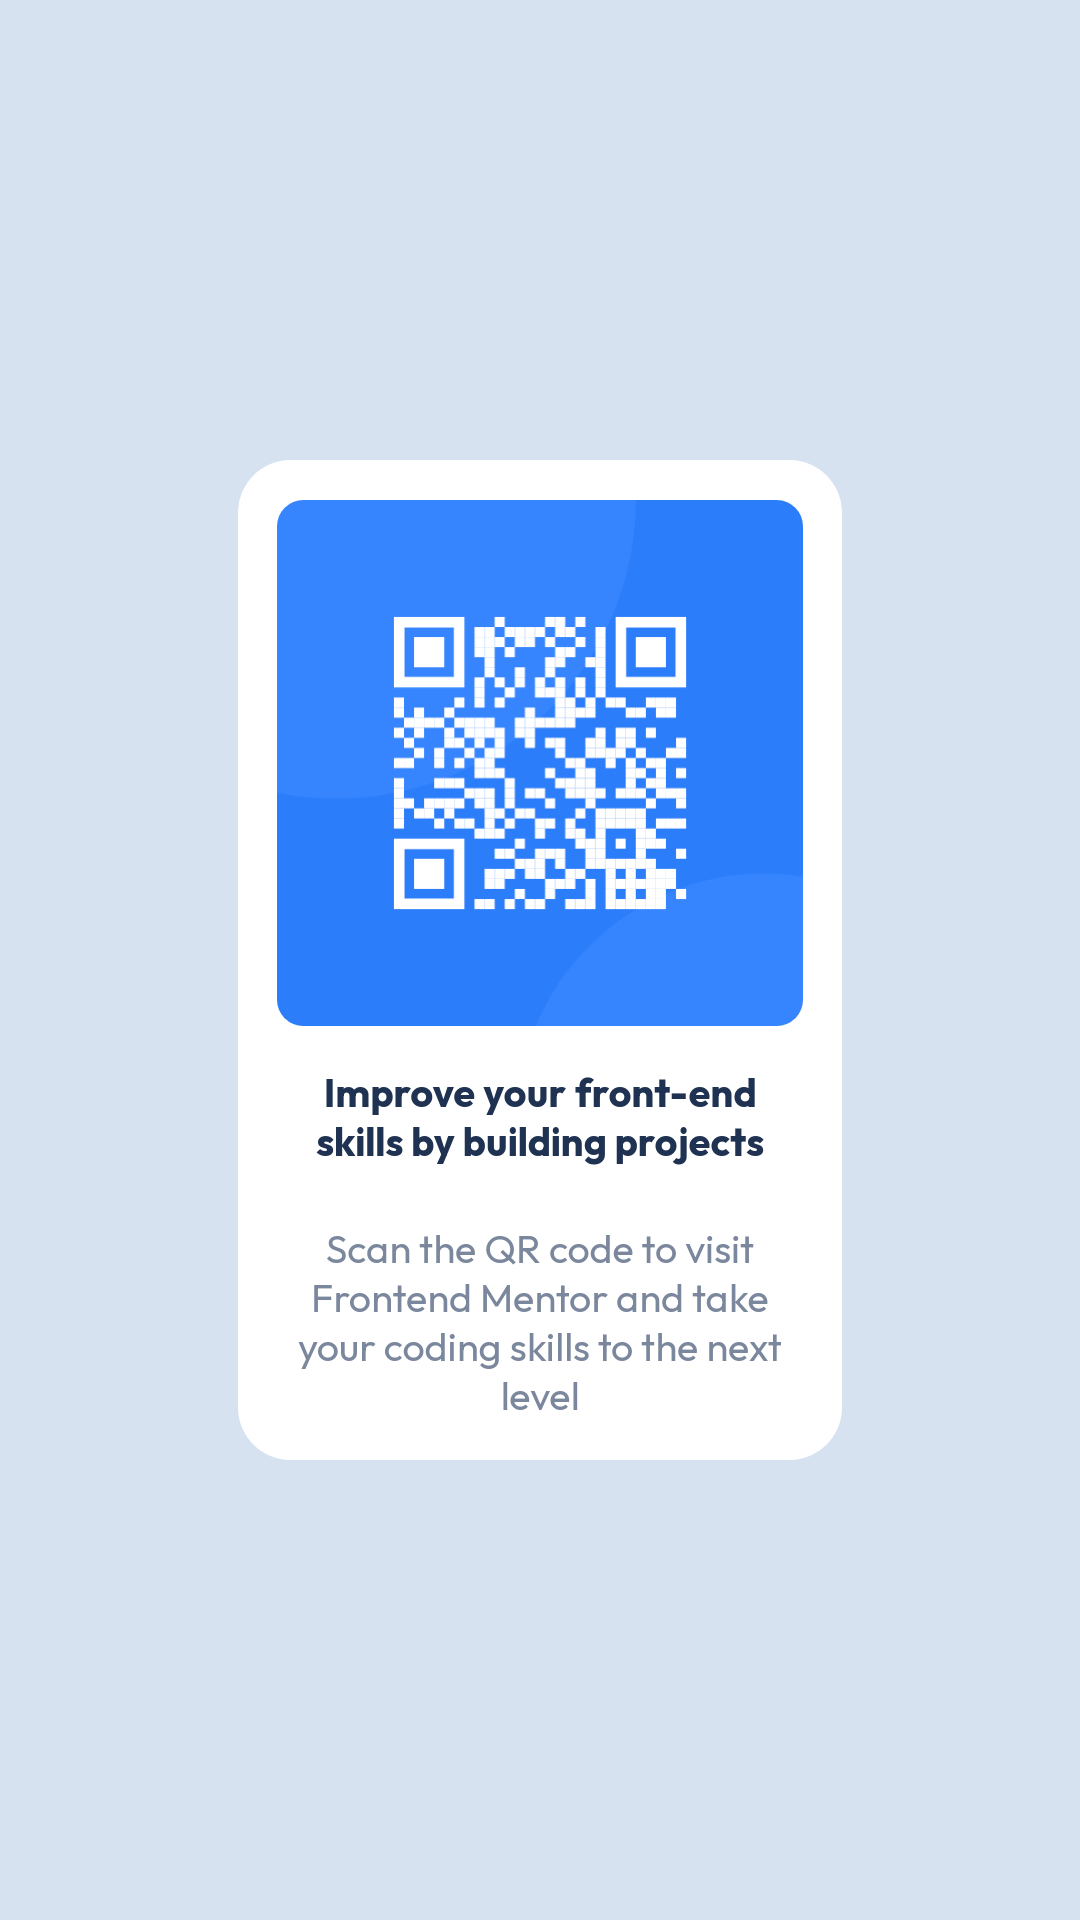 Improve your front-end
skills by building projects
Scan the QR code to visit
Frontend Mentor and take
your coding skills to the next
level